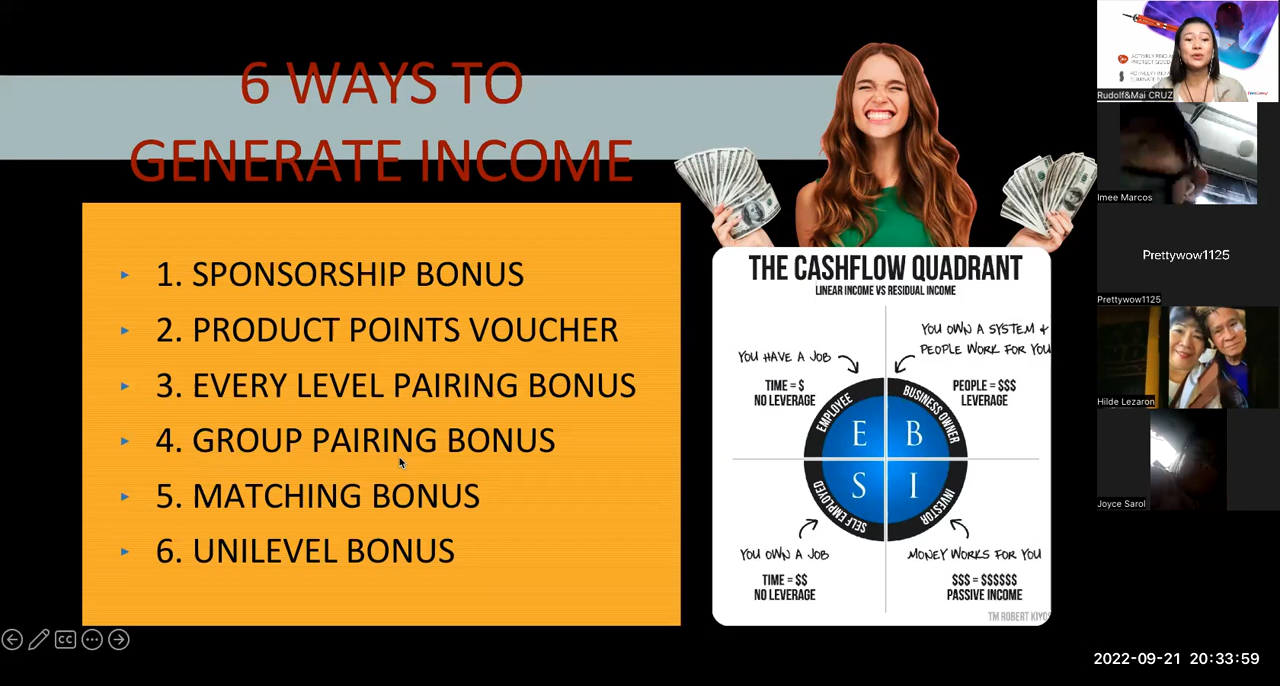 6 WAYS TO
GENERATE INCOME
1. SPONSORSHIP BONUS
2. PRODUCT POINTS VOUCHER
3. EVERY LEVEL PAIRING BONUS
4. GROUP PAIRING BONUS
5. MATCHING BONUS
6. UNILEVEL BONUS
THE CASHFLOW QUADRANT
LINEAR INCOME VS RESIDUAL INCOME
YOU HAVE A JOB
TIME = $
NO LEVERAGE
YOU OWN A SYSTEM &
PEOPLE WORK FOR YOU
PEOPLE = $$$
LEVERAGE
EMPLOYEE
BUSINESS OWNER
E B
S I
SELF EMPLOYED
INVESTOR
YOU OWN A JOB
TIME = $$
NO LEVERAGE
MONEY WORKS FOR YOU
$$$ = $$$$$$
PASSIVE INCOME
TM ROBERT KIYOS
Rudolf&Mai CRUZ
Imee Marcos
Prettywow1125
Prettywow1125
Hilde Lezaron
Joyce Sarol
CC
2022-09-21 20:33:59